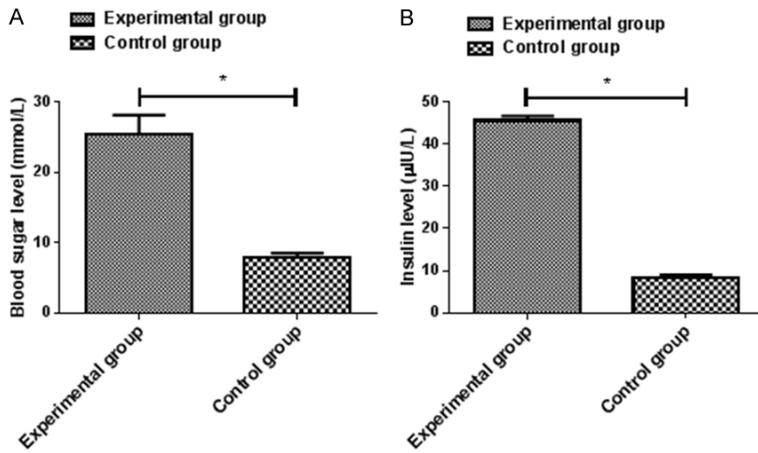 A
Experimental group
Control group
*
Blood sugar level (mmol/L)
30
20
10
0
Experimental group
Control group
B
Experimental group
Control group
*
Insulin level (µIU/L)
50
40
30
20
10
0
Experimental group
Control group